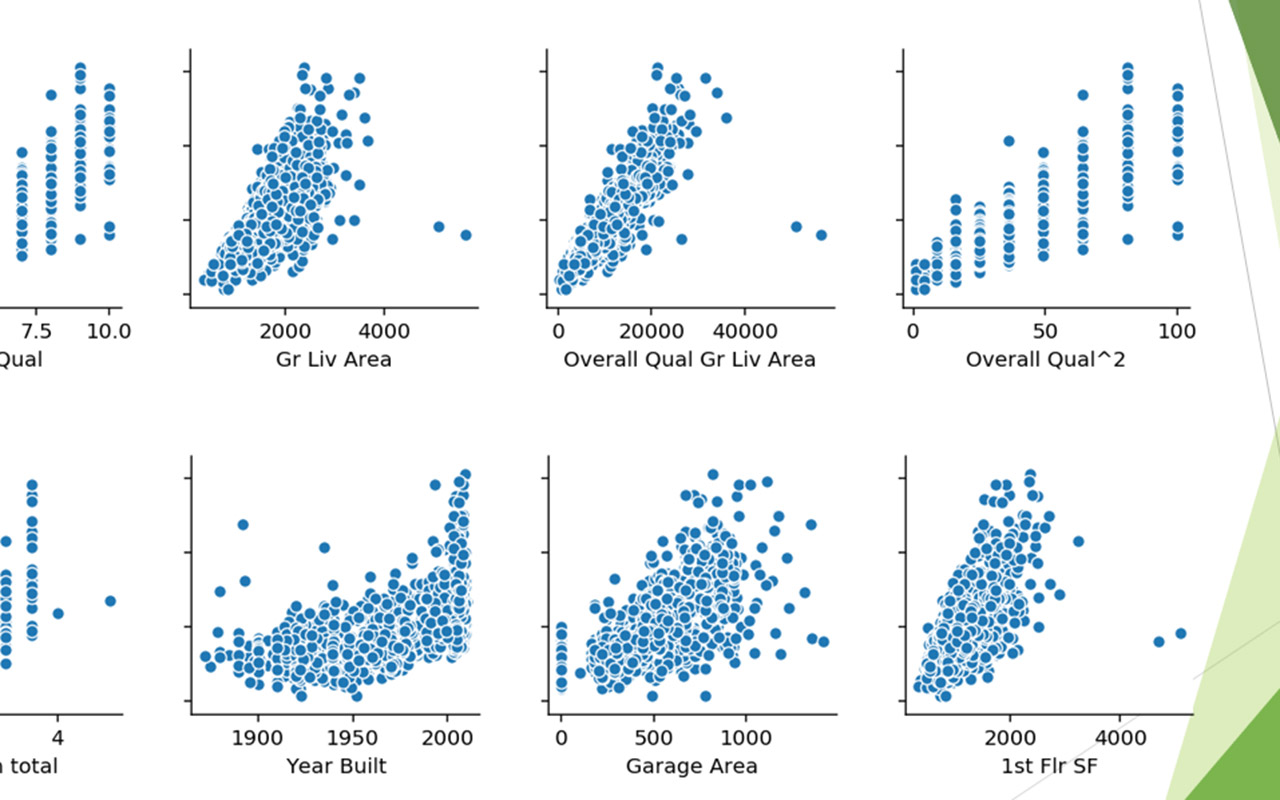 7.5 10.0
Qual
2000 4000
Gr Liv Area
0 20000 40000
Overall Qual Gr Liv Area
0 50 100
Overall Qual^2
4
total
1900 1950 2000
Year Built
0 500 1000
Garage Area
2000 4000
1st Flr SF